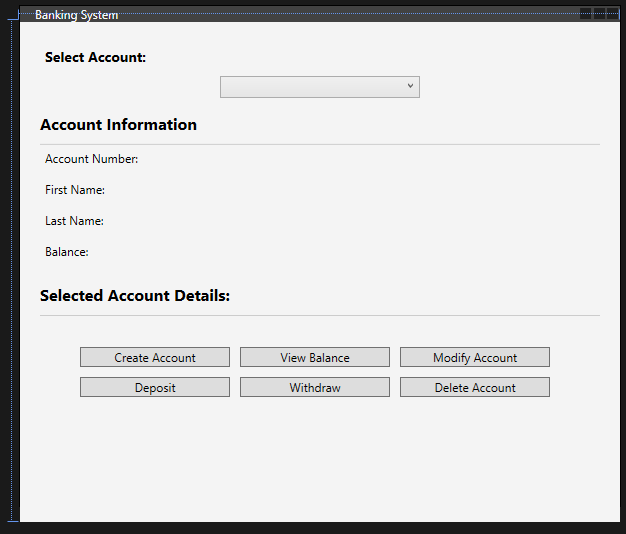 Banking System
Select Account:
Account Information
Account Number:
First Name:
Last Name:
Balance:
Selected Account Details:
Create Account View Balance Modify Account
Deposit Withdraw Delete Account